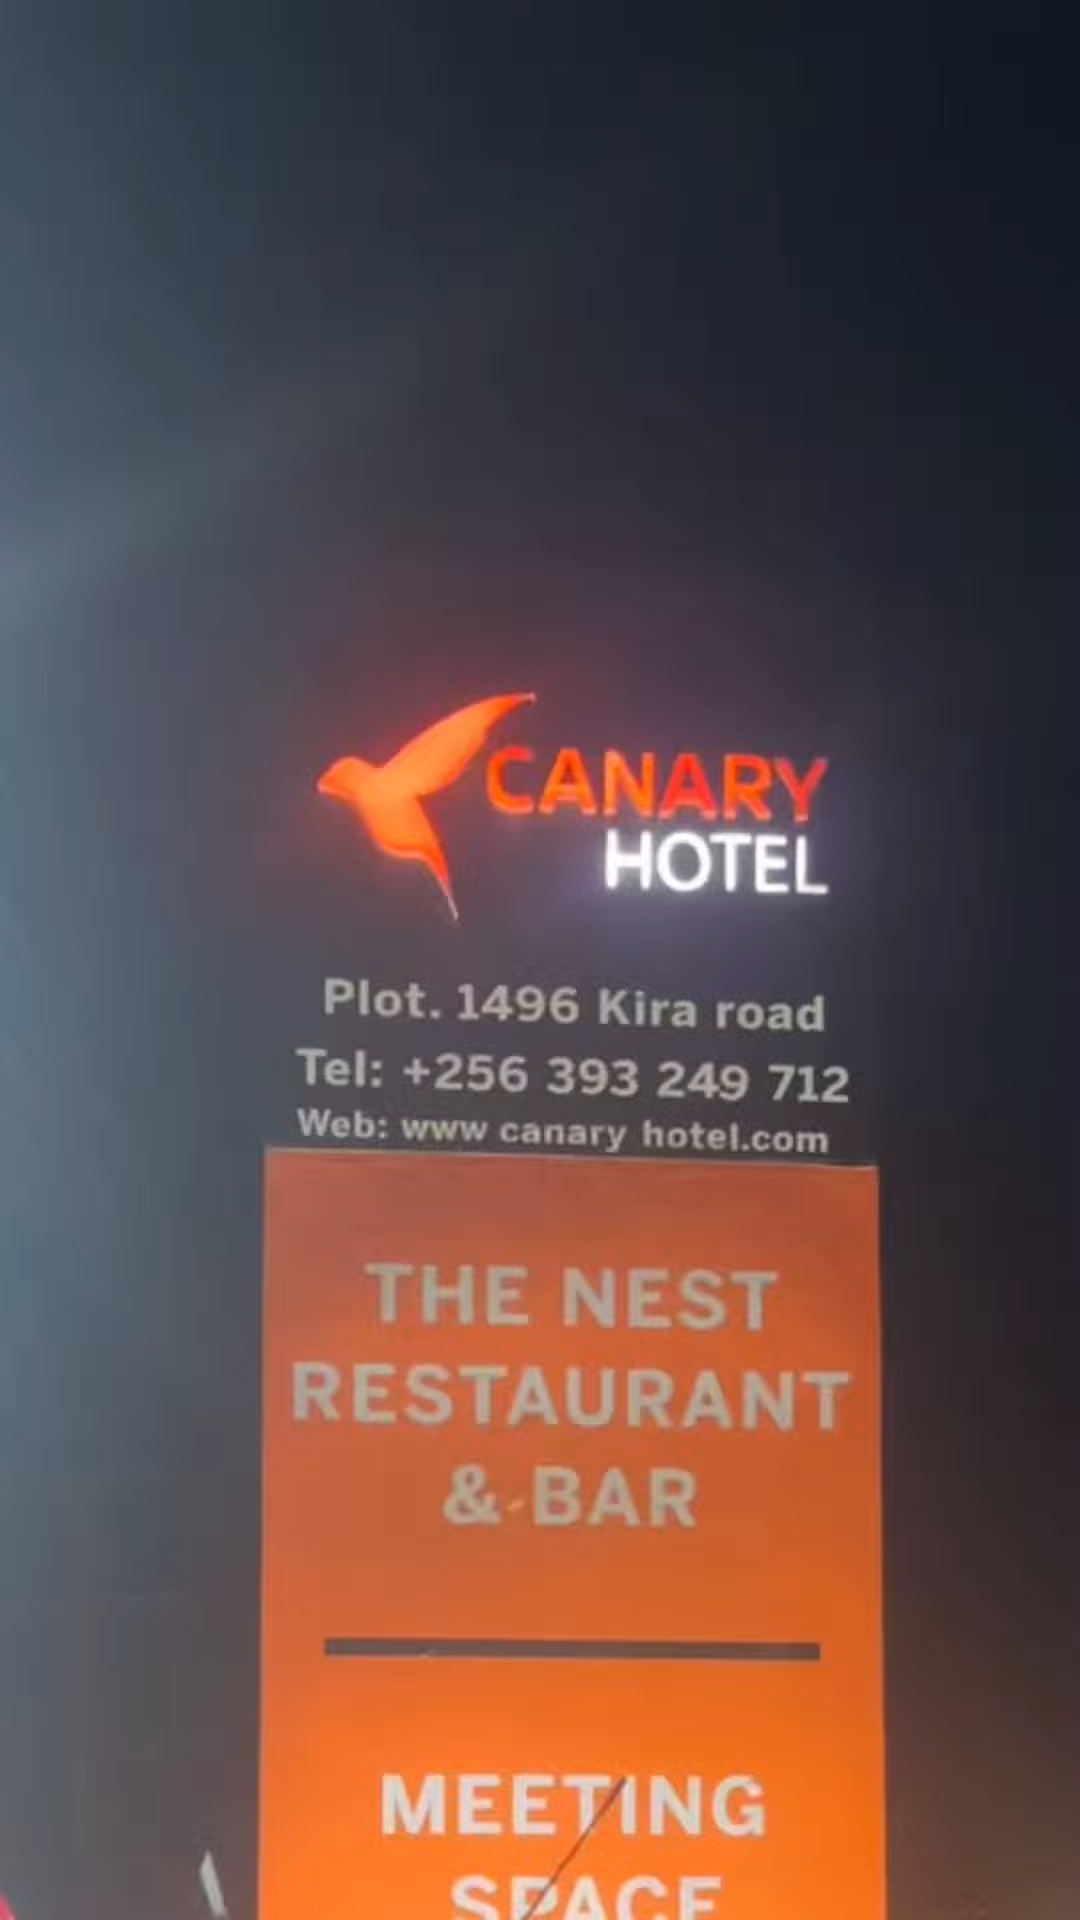 CANARY
HOTEL
Plot. 1496 Kira road
Tel: +256 393 249 712
Web: www canary hotel.com
THE NEST
RESTAURANT
& BAR
MEETING
SPACE